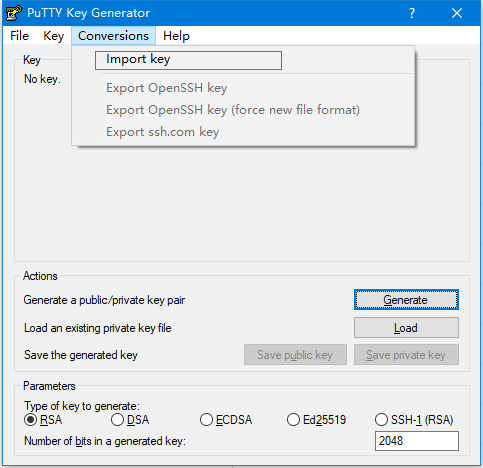 PuTTY Key Generator
?
File Key Conversions Help
Import key
Export OpenSSH key
Export OpenSSH key (force new file format)
Export ssh.com key
Key
No key.
Actions
Generate a public/private key pair
Generate
Load an existing private key file
Load
Save the generated key
Save public key
Save private key
Parameters
Type of key to generate:
RSA DSA ECDSA Ed25519 SSH-1 (RSA)
Number of bits in a generated key:
2048